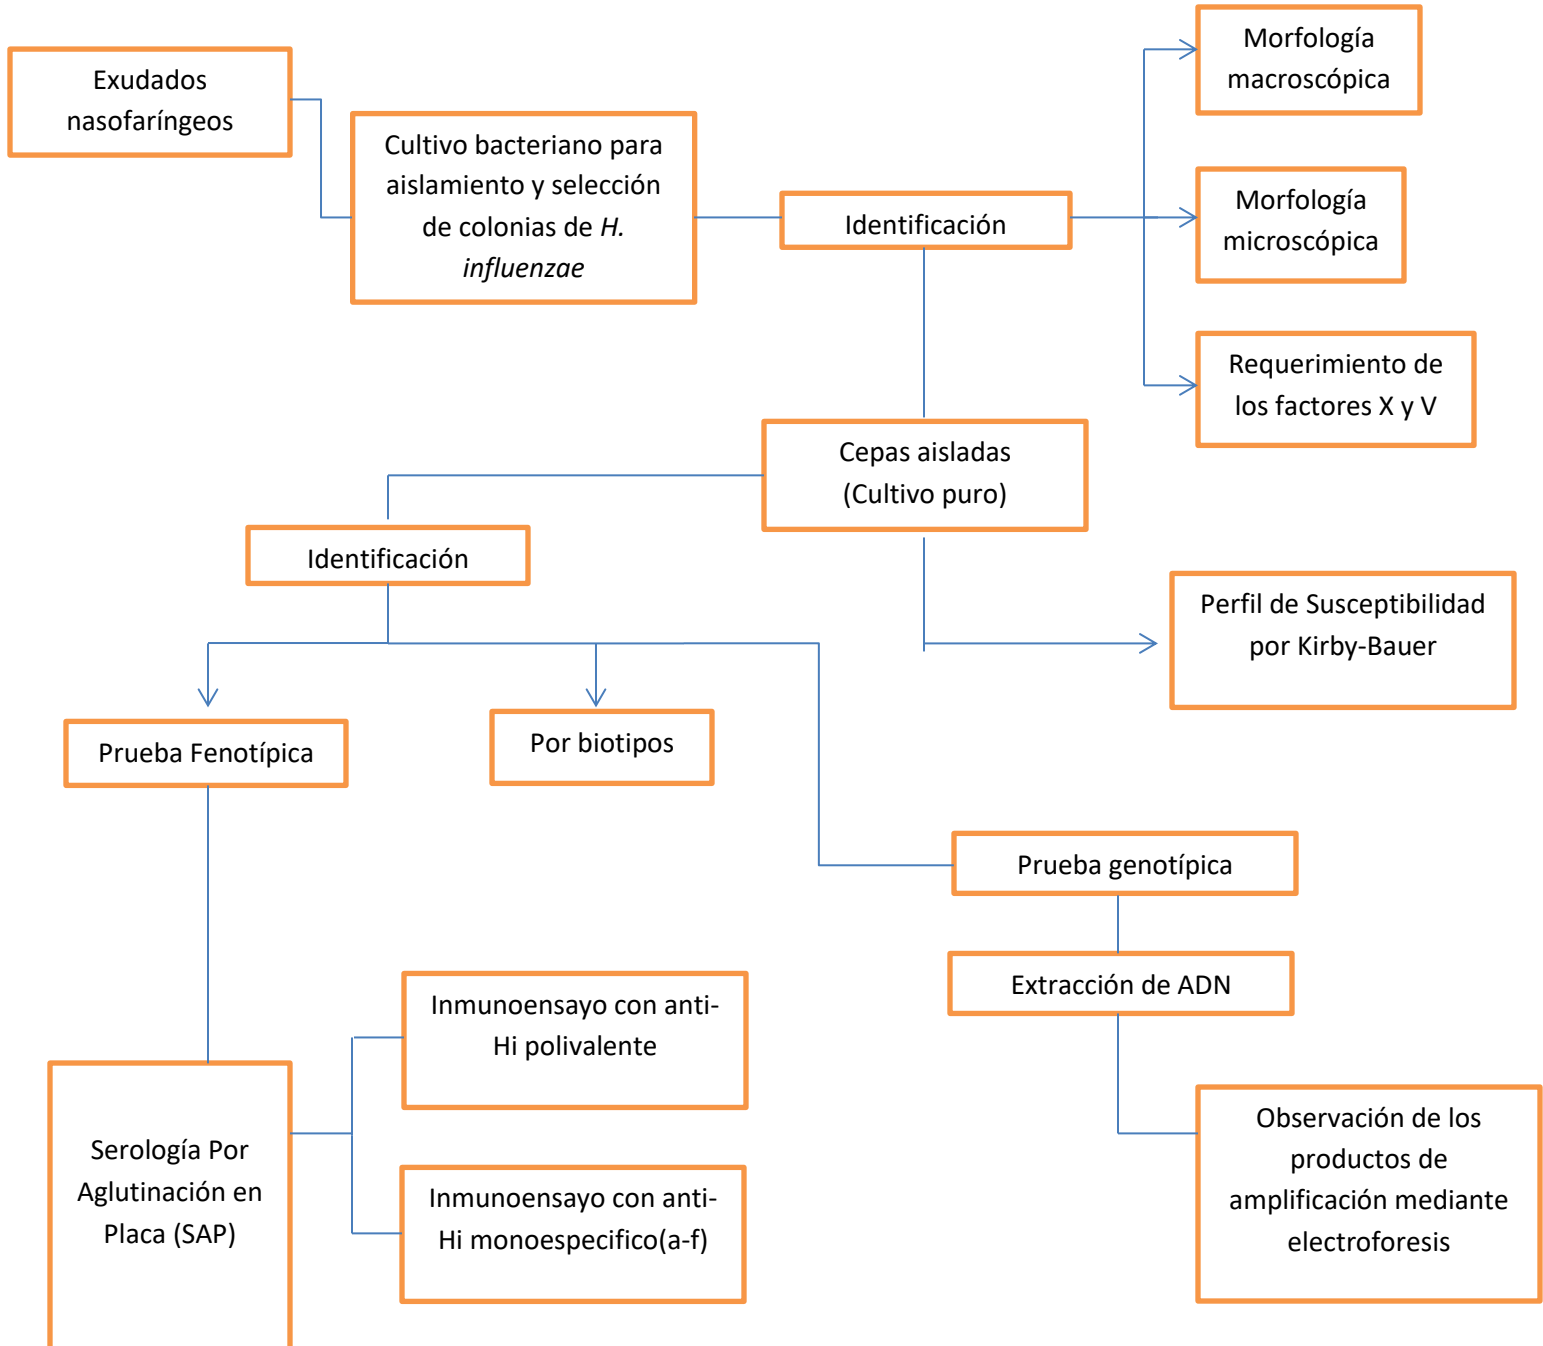 Exudados
nasofaríngeos
Cultivo bacteriano para
aislamiento y selección
de colonias de H.
influenzae
Identificación
Morfología
macroscópica
Morfología
microscópica
Requerimiento de
los factores X y V
Cepas aisladas
(Cultivo puro)
Identificación
Perfil de Susceptibilidad
por Kirby-Bauer
Prueba Fenotípica
Por biotipos
Prueba genotípica
Extracción de ADN
Inmunoensayo con anti-
Hi polivalente
Serología Por
Aglutinación en
Placa (SAP)
Inmunoensayo con anti-
Hi monoespecifico(a-f)
Observación de los
productos de
amplificación mediante
electroforesis